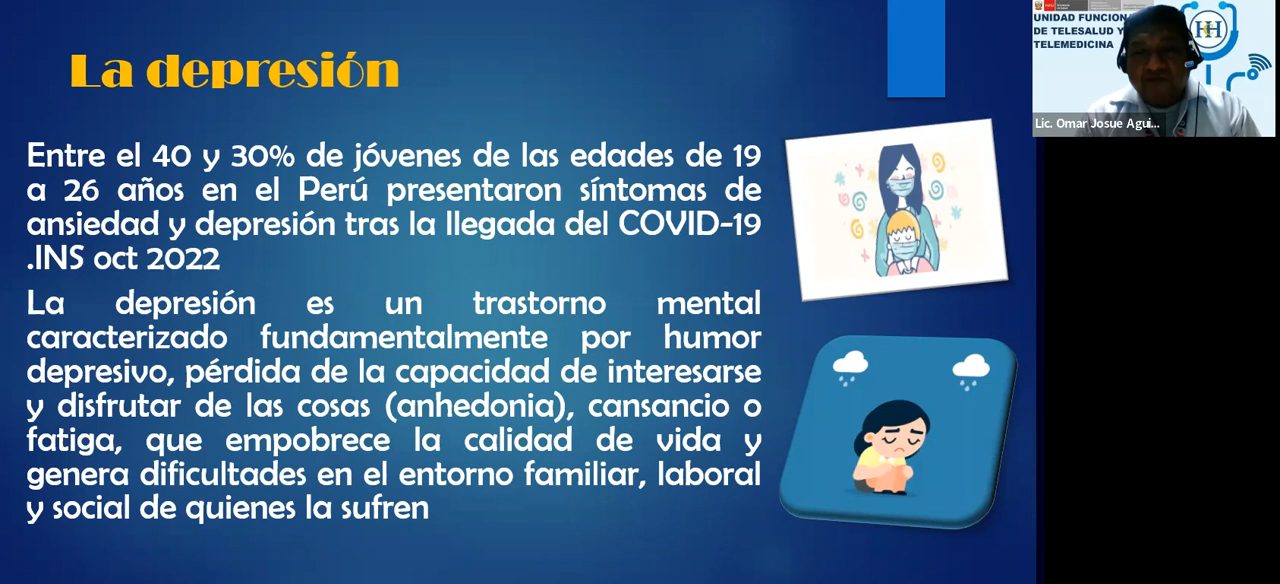 La depresión
Entre el 40 y 30% de jóvenes de las edades de 19
a 26 años en el Perú presentaron síntomas de
ansiedad y depresión tras la llegada del COVID-19
.INS oct 2022
La depresión es un trastorno mental
caracterizado fundamentalmente por humor
depresivo, pérdida de la capacidad de interesarse
y disfrutar de las cosas (anhedonia), cansancio o
fatiga, que empobrece la calidad de vida y
genera dificultades en el entorno familiar, laboral
y social de quienes la sufren
UNIDAD FUNCION
DE TELESALUD Y
TELEMEDICINA
HH
Lic. Omar Josue Agui...